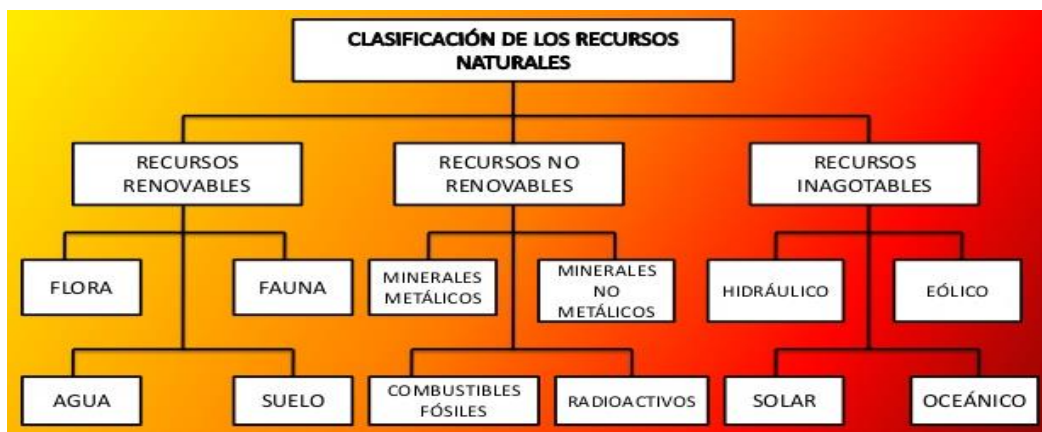 CLASIFICACIÓN DE LOS RECURSOS
NATURALES
RECURSOS
RENOVABLES
RECURSOS NO
RENOVABLES
RECURSOS
INAGOTABLES
FLORA
FAUNA
MINERALES
METÁLICOS
MINERALES
NO
METÁLICOS
HIDRÁULICO
EÓLICO
AGUA
SUELO
COMBUSTIBLES
FÓSILES
RADIOACTIVOS
SOLAR
OCEÁNICO